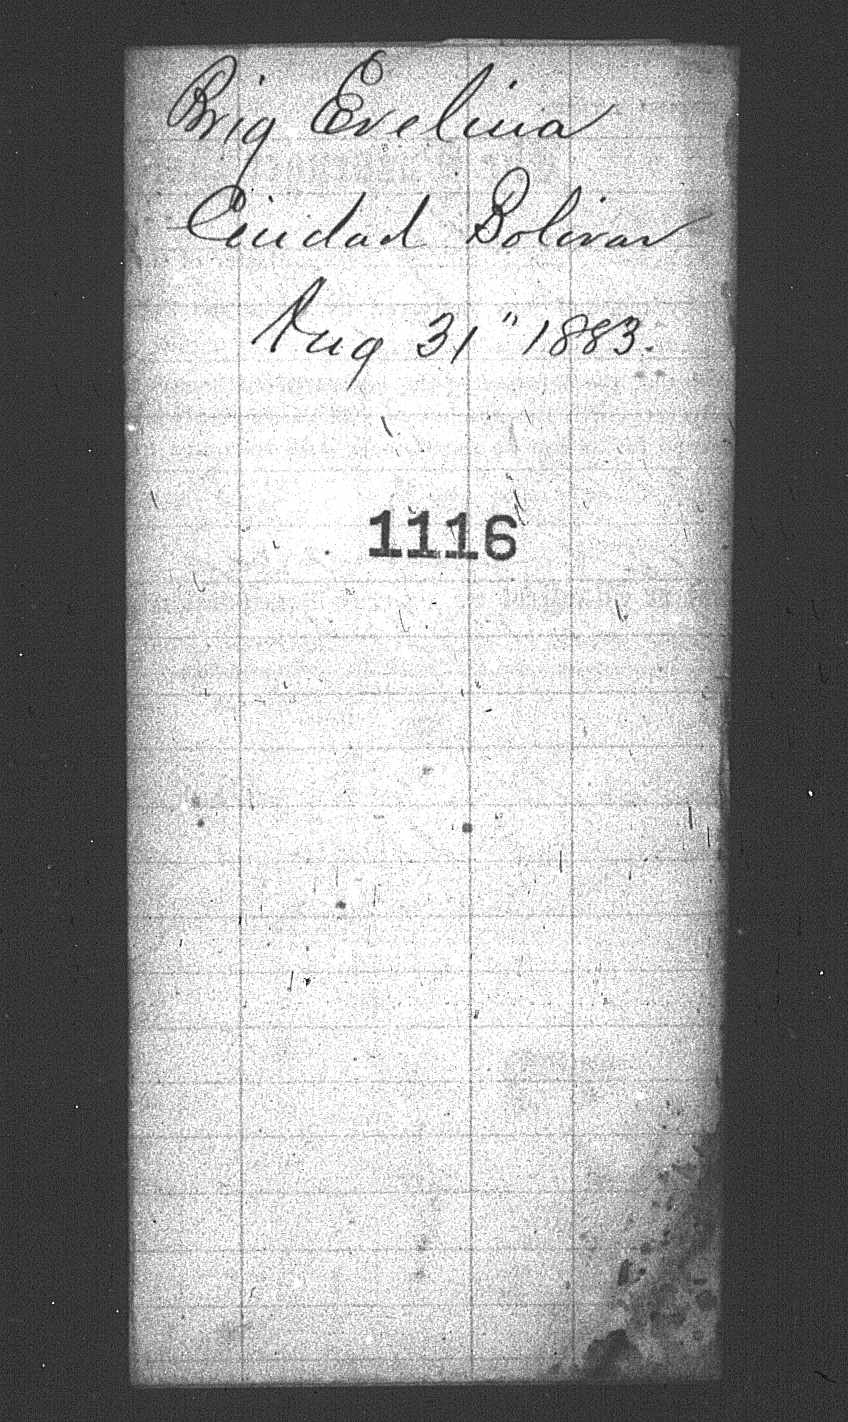 Brig Evelina
Ciudad Bolivar
Aug 31" 1883.
1116